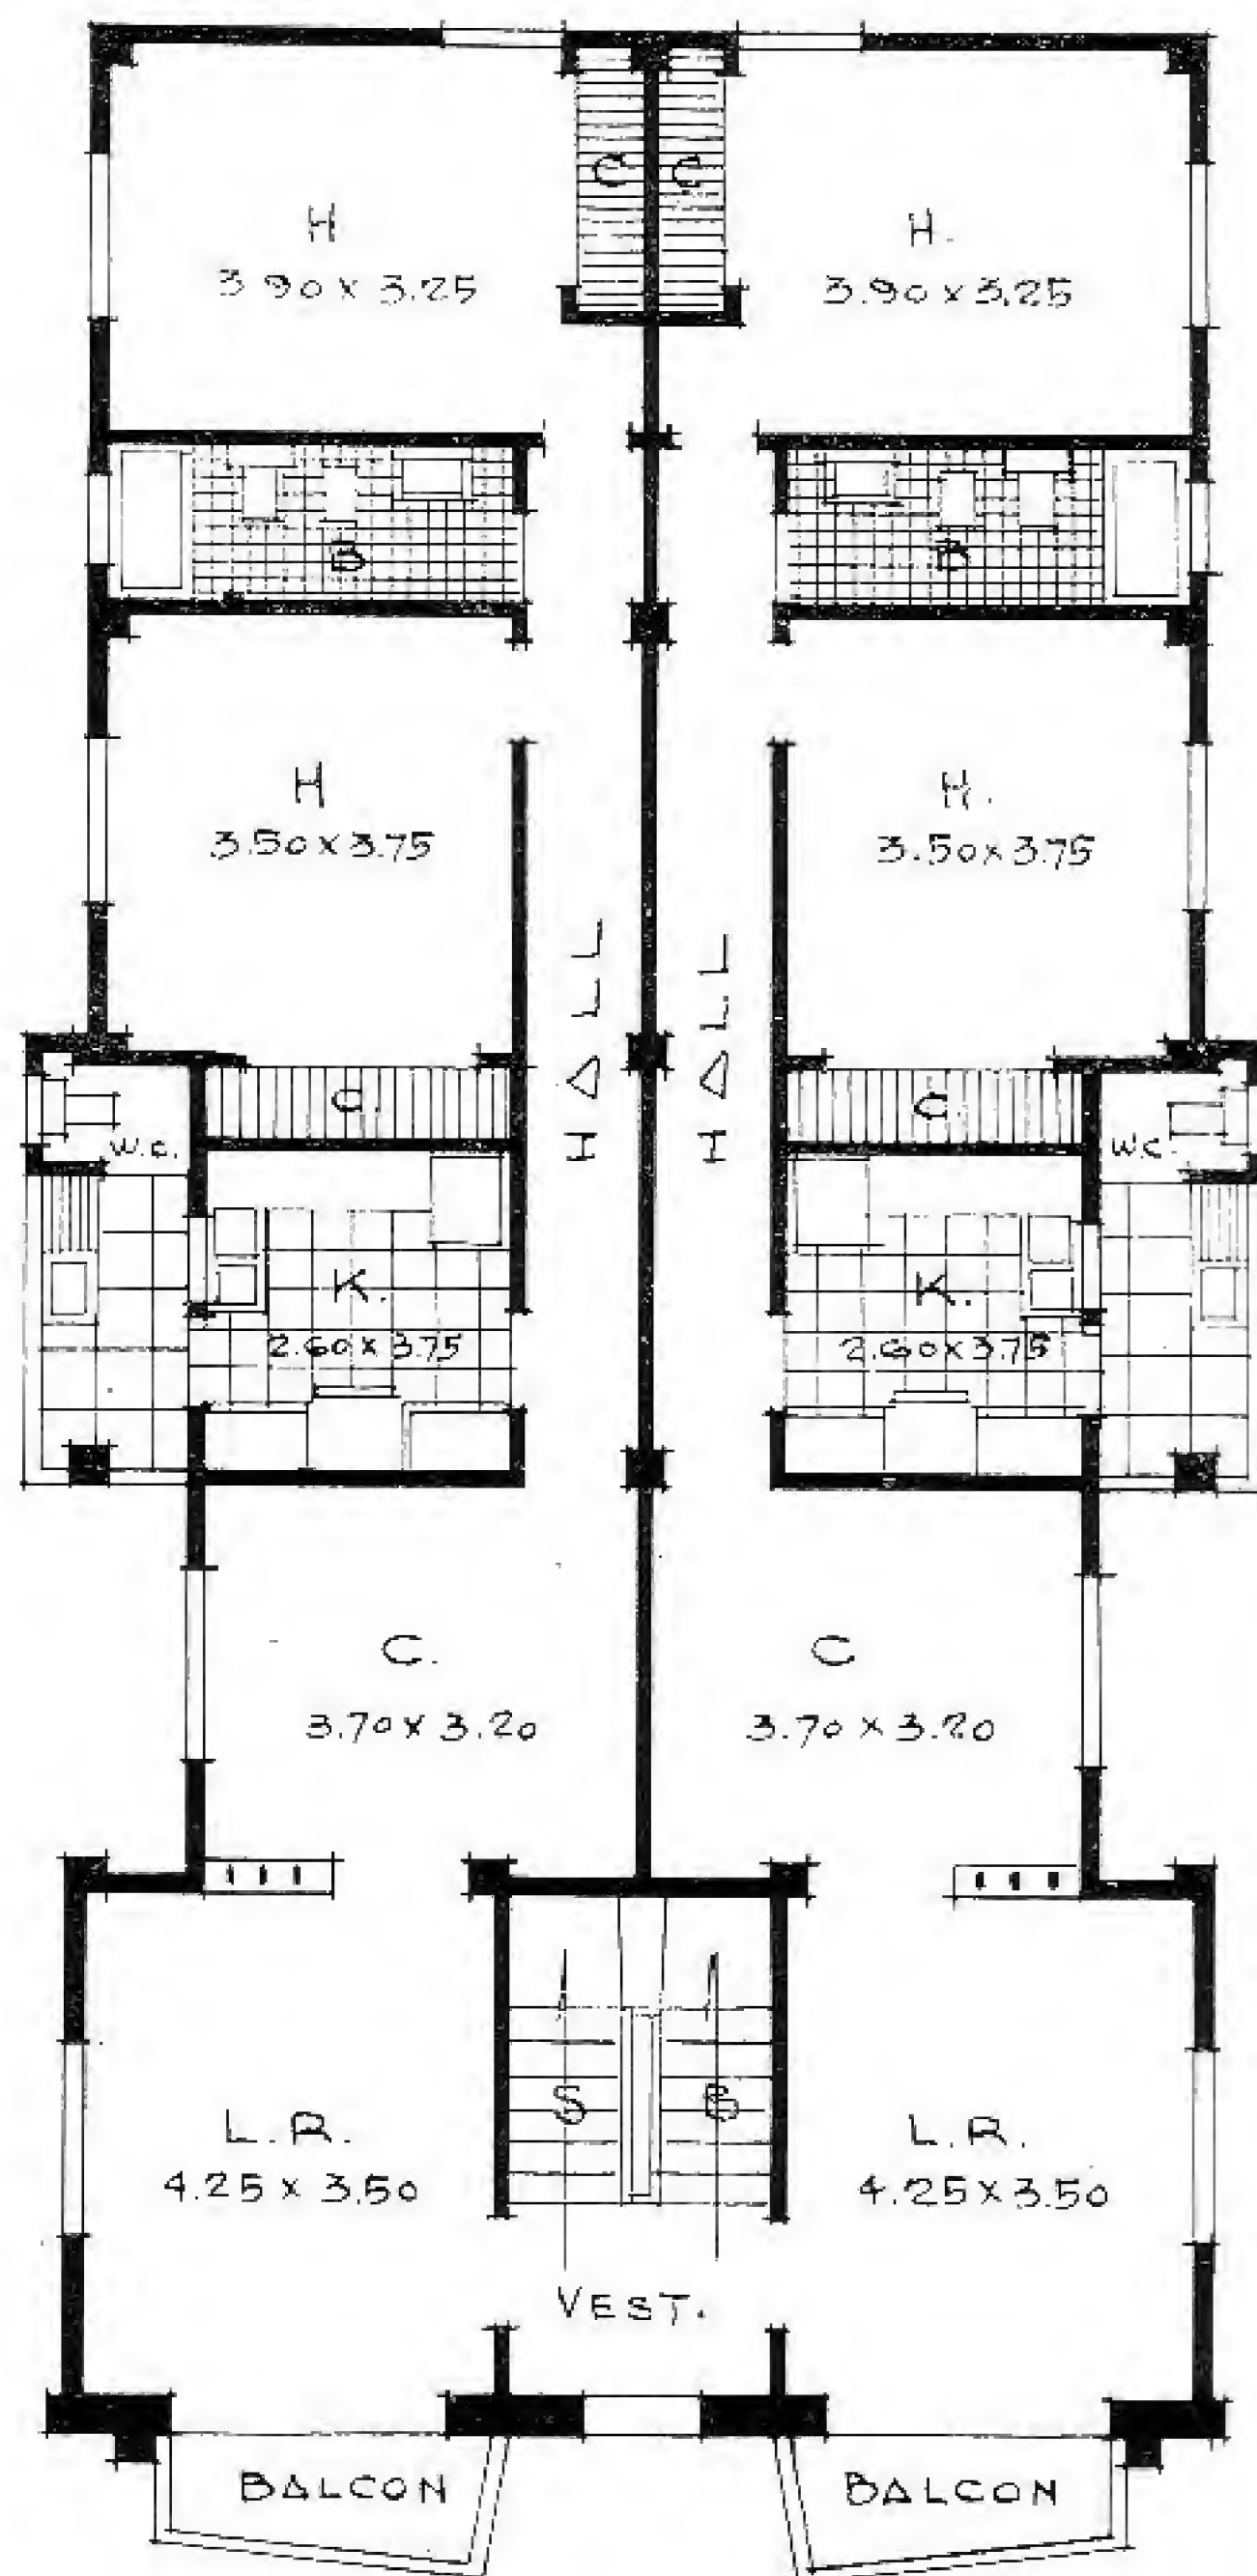 C C
H H.
3.90 x 3.25 3.90 x 3.25
B B
H H.
3.50 x 3.75 3.50 x 3.75
HALL HALL
C. C.
W.C. W.C.
K. K.
2.60 x 3.75 2.60 x 3.75
C. C
3.70 x 3.20 3.70 x 3.20
S S
L.R. L.R.
4.25 x 3.50 4.25 x 3.50
VEST.
BALCON BALCON